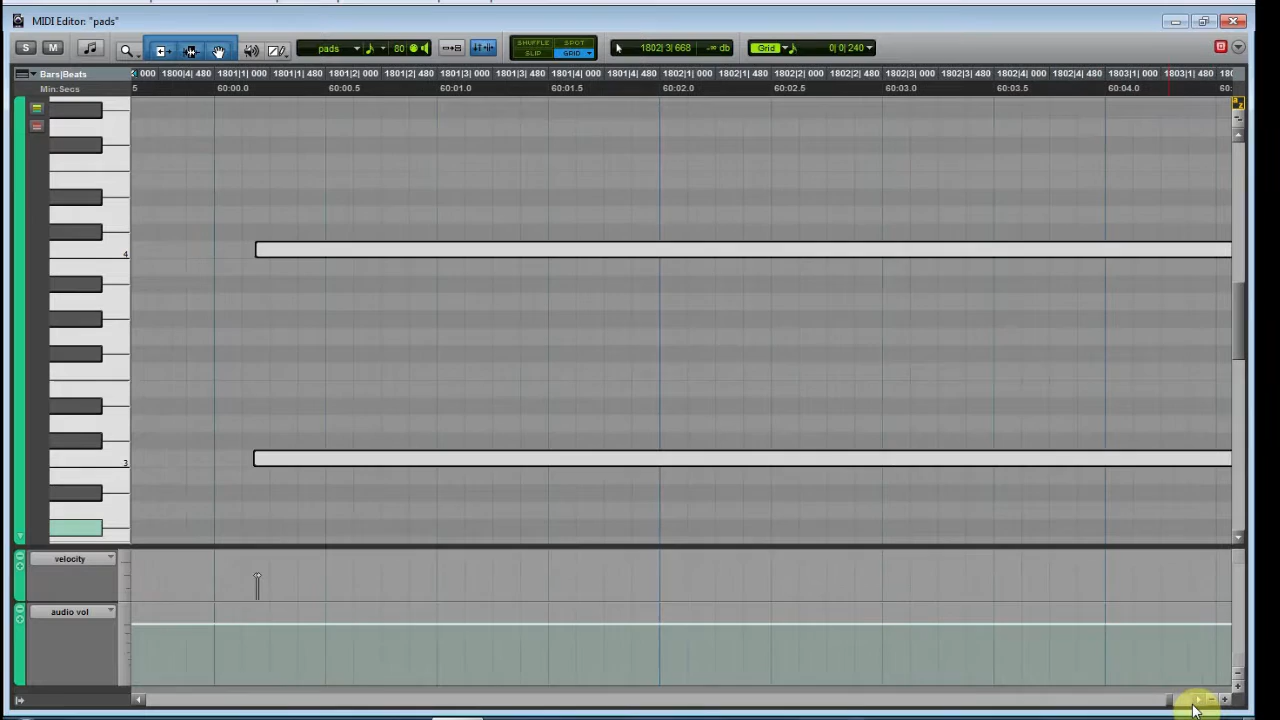 MIDI Editor: "pads"
S M pads 80 SHUFFLE SPOT SLIP GRID 1802| 3| 668 -∞ db Grid 0| 0| 240
Bars|Beats 000 1800|4| 480 1801|1| 000 1801|1| 480 1801|2| 000 1801|2| 480 1801|3| 000 1801|3| 480 1801|4| 000 1801|4| 480 1802|1| 000 1802|1| 480 1802|2| 000 1802|2| 480 1802|3| 000 1802|3| 480 1802|4| 000 1802|4| 480 1803|1| 000 1803|1| 480 180
Min:Secs 5 60:00.0 60:00.5 60:01.0 60:01.5 60:02.0 60:02.5 60:03.0 60:03.5 60:04.0 60:
a z
4
3
velocity
audio vol